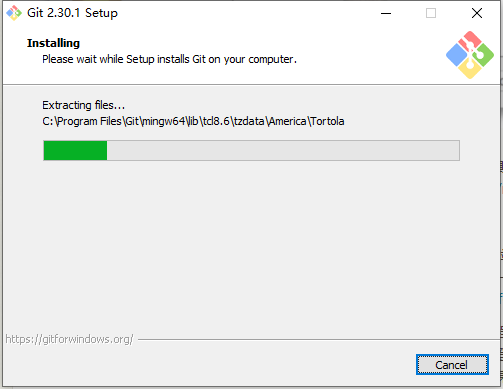 Git 2.30.1 Setup
Installing
Please wait while Setup installs Git on your computer.
Extracting files...
C:\Program Files\Git\mingw64\lib\tcl8.6\tzdata\America\Tortola
https://gitforwindows.org/
Cancel